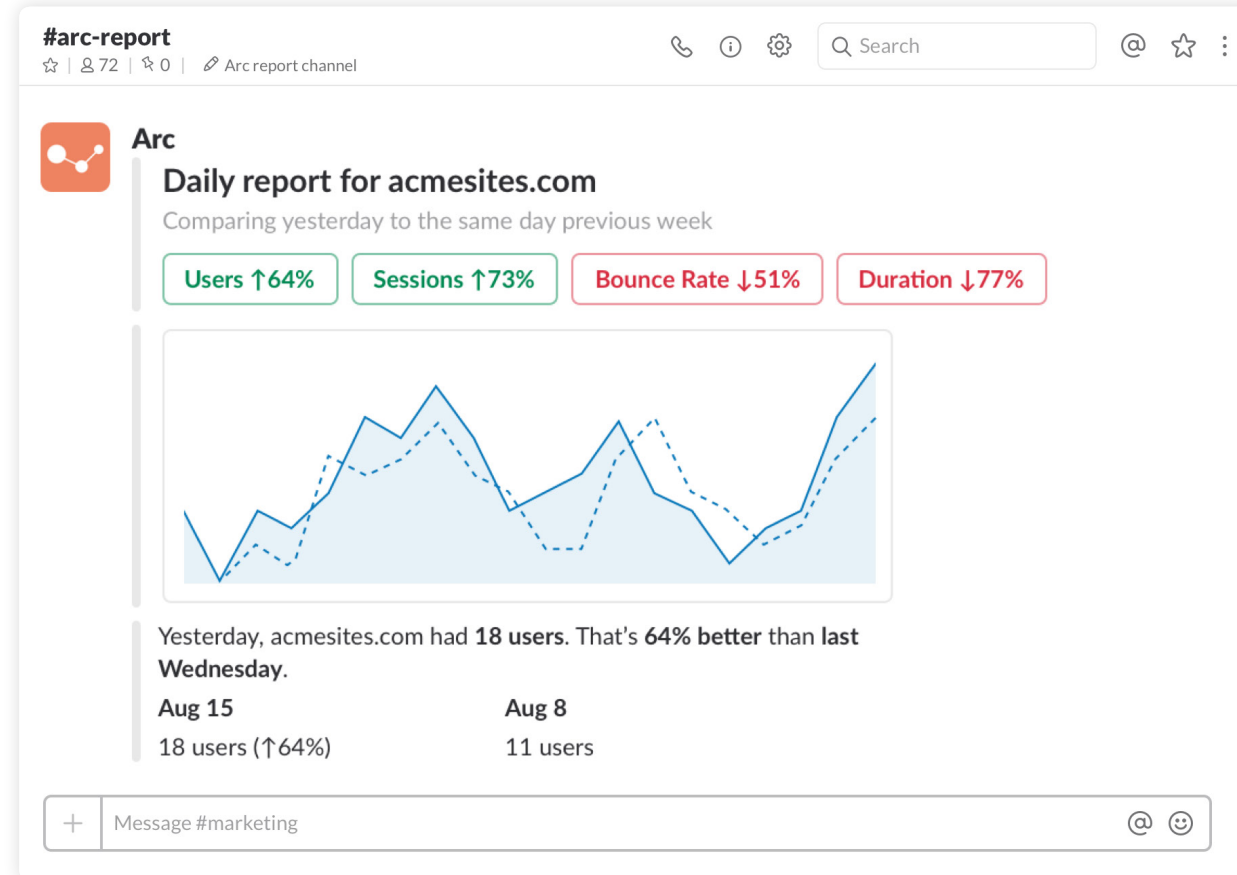 #arc-report
72 | 0 | Arc report channel
Search
Arc
Daily report for acmesites.com
Comparing yesterday to the same day previous week
Users ↑64% Sessions ↑73% Bounce Rate ↓51% Duration ↓77%
Yesterday, acmesites.com had 18 users. That's 64% better than last
Wednesday.
Aug 15 Aug 8
18 users (↑64%) 11 users
Message #marketing